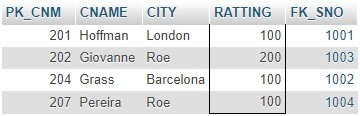 PK_CNM CNAME CITY RATTING FK_SNO
201 Hoffman London 100 1001
202 Giovanne Roe 200 1003
204 Grass Barcelona 100 1002
207 Pereira Roe 100 1004